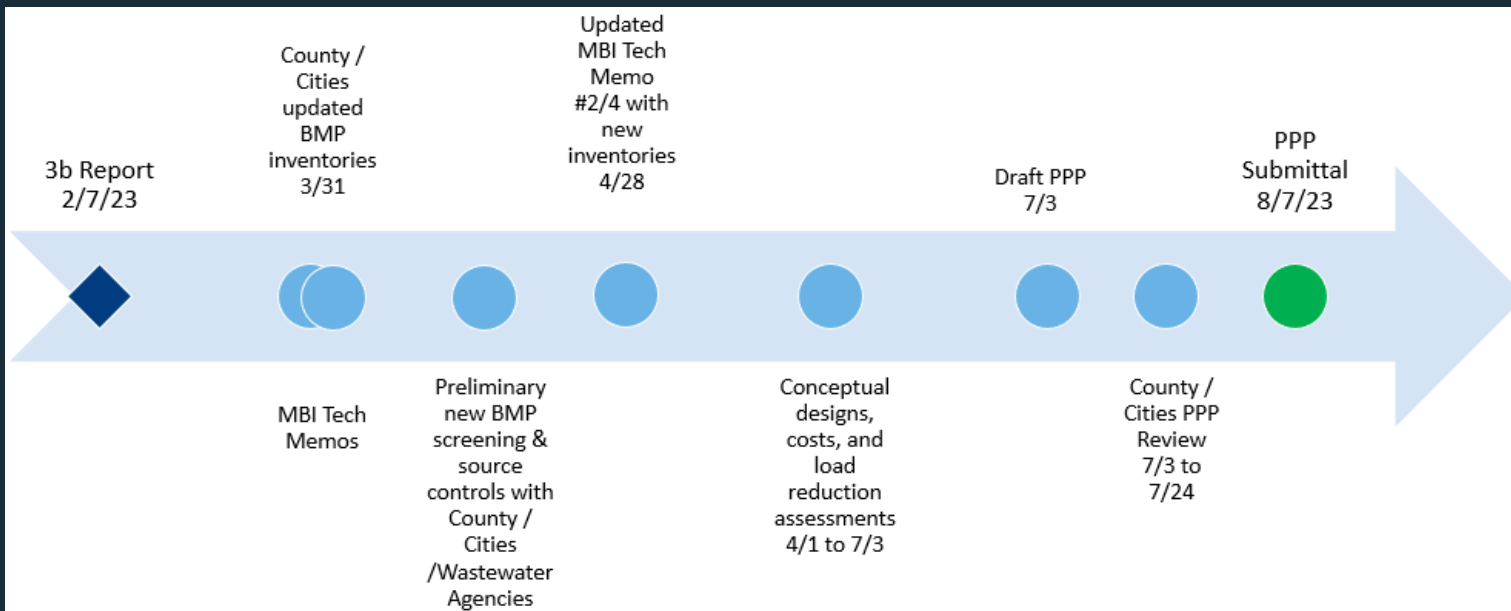 3b Report
2/7/23
County /
Cities
updated
BMP
inventories
3/31
MBI Tech
Memos
Preliminary
new BMP
screening &
source
controls with
County /
Cities
/Wastewater
Agencies
Updated
MBI Tech
Memo
#2/4 with
new
inventories
4/28
Conceptual
designs,
costs, and
load
reduction
assessments
4/1 to 7/3
Draft PPP
7/3
County /
Cities PPP
Review
7/3 to
7/24
PPP
Submittal
8/7/23